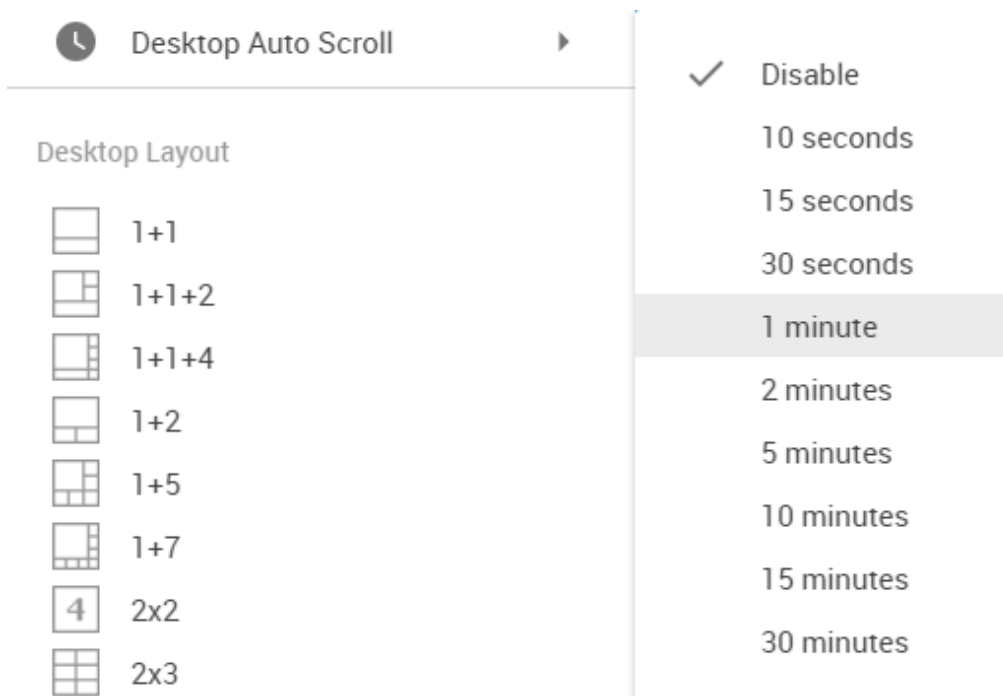 Desktop Auto Scroll
Desktop Layout
1+1
1+1+2
1+1+4
1+2
1+5
1+7
4 2x2
2x3
Disable
10 seconds
15 seconds
30 seconds
1 minute
2 minutes
5 minutes
10 minutes
15 minutes
30 minutes